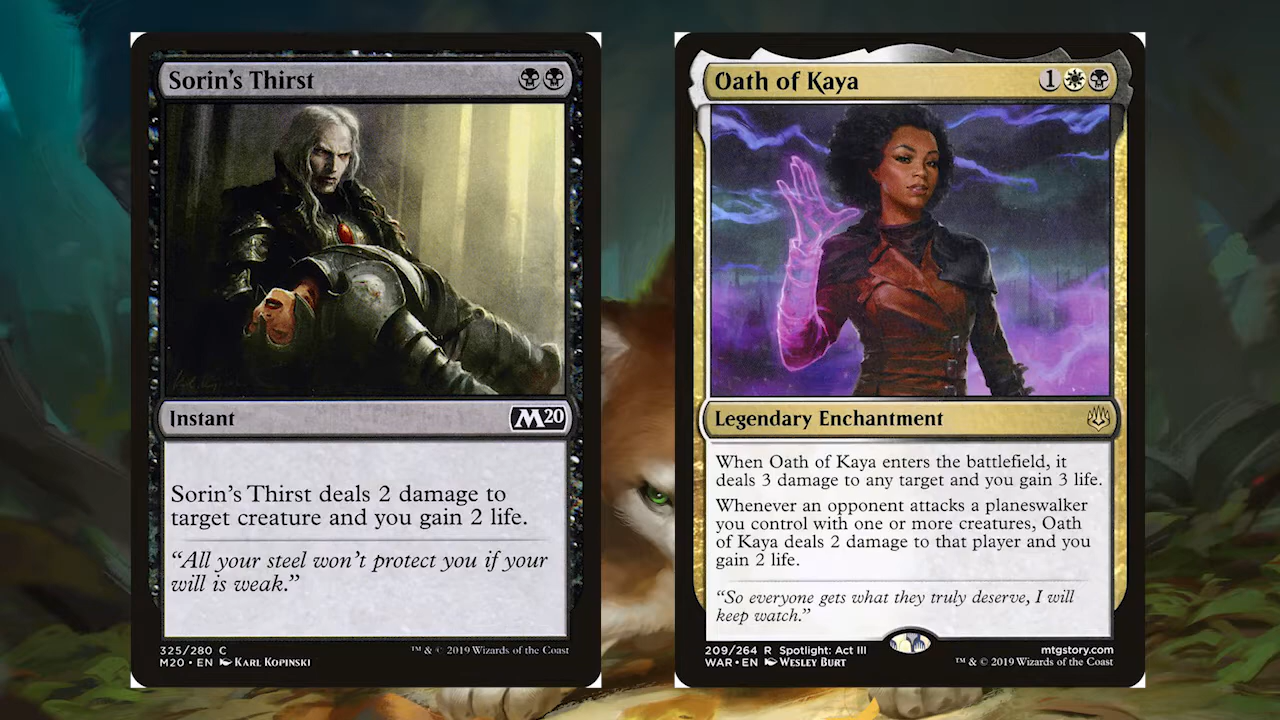 Sorin's Thirst
Instant
M20
Sorin's Thirst deals 2 damage to
target creature and you gain 2 life.
“All your steel won't protect you if your
will is weak.”
325/280 C
M20 • EN Karl Kopinski
™ & © 2019 Wizards of the Coast
Oath of Kaya
1
Legendary Enchantment
When Oath of Kaya enters the battlefield, it
deals 3 damage to any target and you gain 3 life.
Whenever an opponent attacks a planeswalker
you control with one or more creatures, Oath
of Kaya deals 2 damage to that player and you
gain 2 life.
“So everyone gets what they truly deserve, I will
keep watch.”
209/264 R Spotlight: Act III
WAR • EN Wesley Burt
mtgstory.com
™ & © 2019 Wizards of the Coast